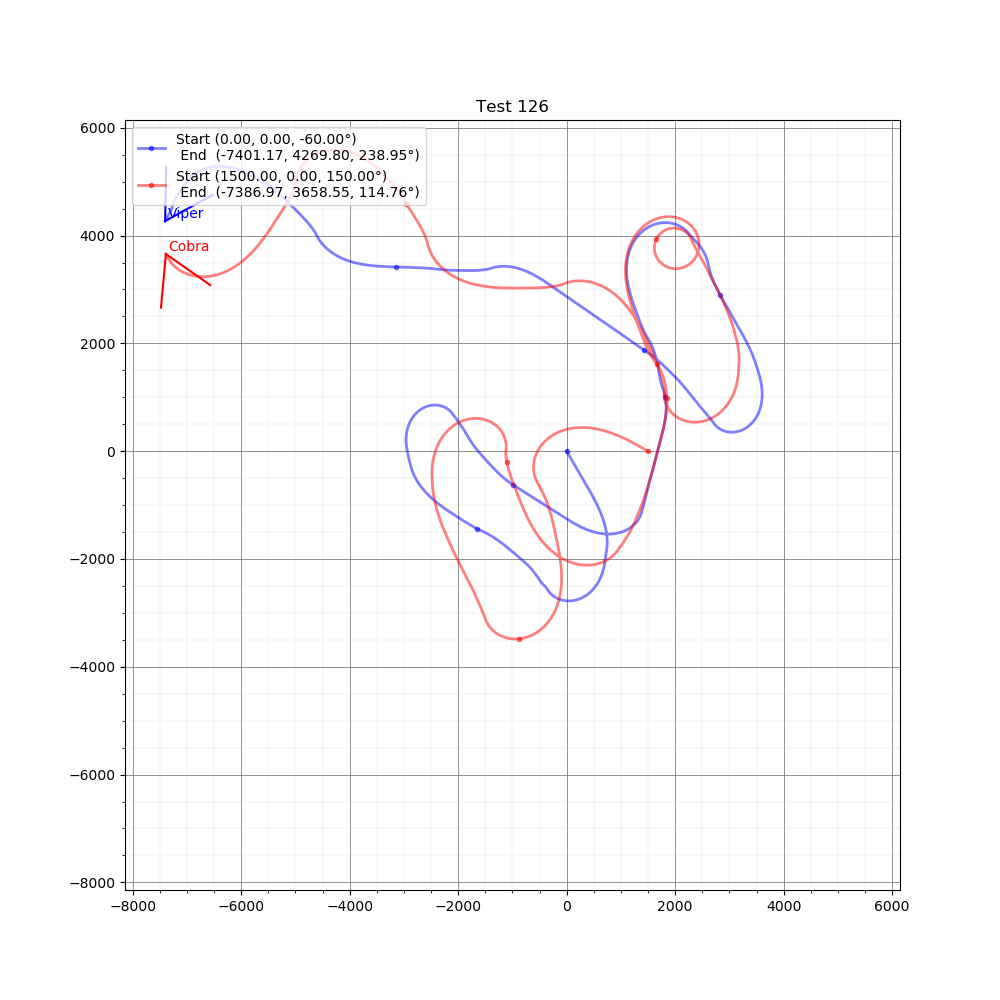 Test 126
Start (0.00, 0.00, -60.00°)
End  (-7401.17, 4269.80, 238.95°)
Start (1500.00, 0.00, 150.00°)
End  (-7386.97, 3658.55, 114.76°)
Viper
Cobra
6000
4000
2000
0
−2000
−4000
−6000
−8000
−8000 −6000 −4000 −2000 0 2000 4000 6000